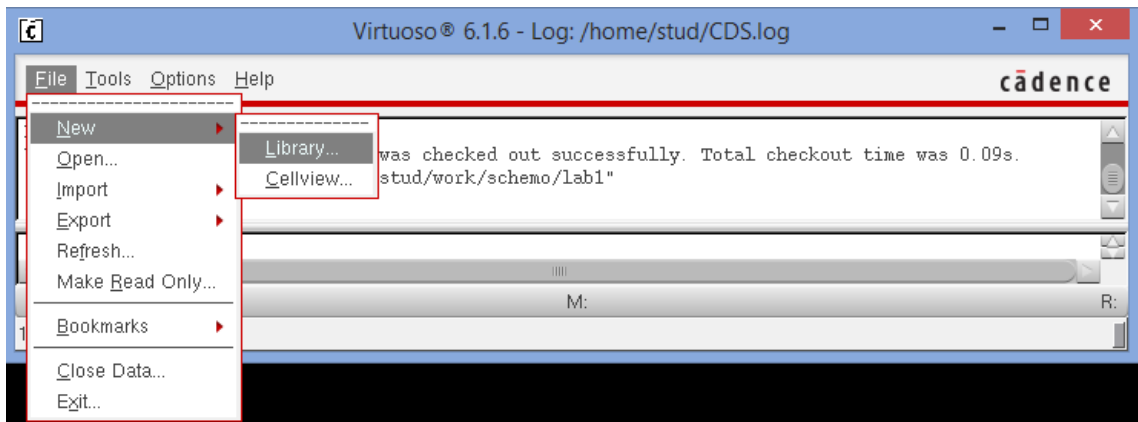 Virtuoso® 6.1.6 - Log: /home/stud/CDS.log
File Tools Options Help
cādence
New
Library...
Cellview...
Open...
Import
Export
Refresh...
Make Read Only...
Bookmarks
Close Data...
Exit...
was checked out successfully. Total checkout time was 0.09s.
stud/work/schemo/lab1"
M:
R:
1